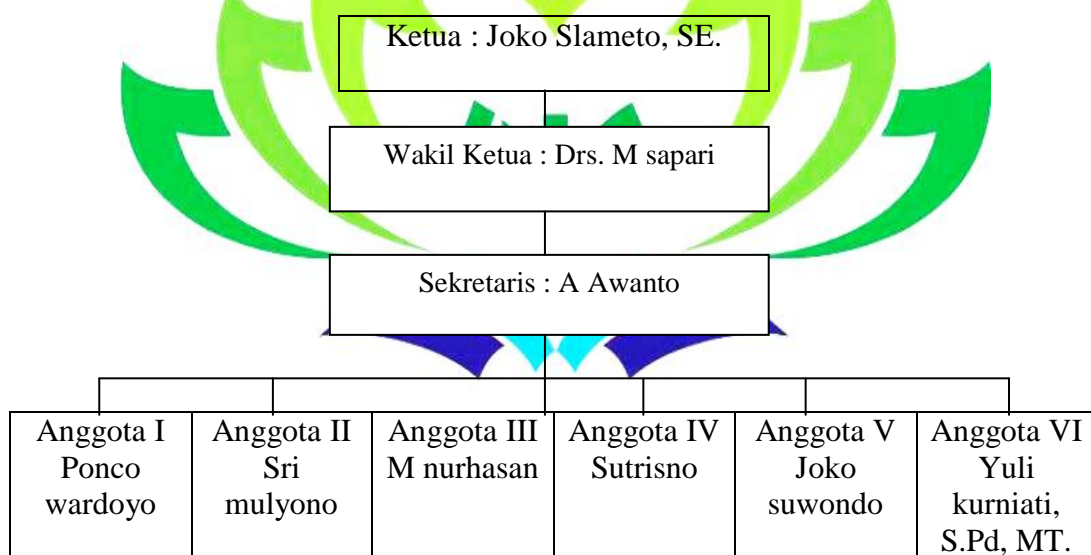 Ketua : Joko Slameto, SE.
Wakil Ketua : Drs. M sapari
Sekretaris : A Awanto
Anggota I
Ponco
wardoyo
Anggota II
Sri
mulyono
Anggota III
M nurhasan
Anggota IV
Sutrisno
Anggota V
Joko
suwondo
Anggota VI
Yuli
kurniati,
S.Pd, MT.